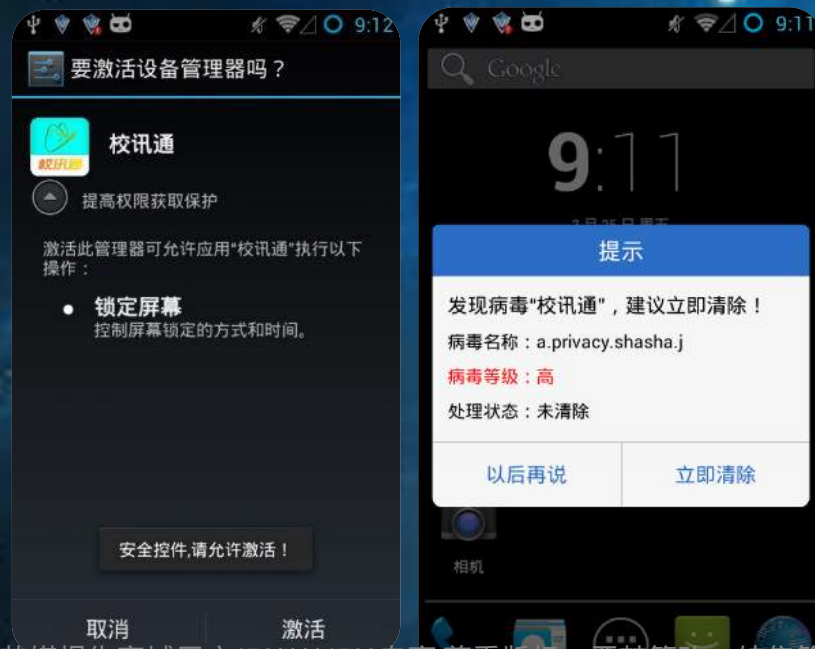 9:12
要激活设备管理器吗？
校讯通
校讯通
提高权限获取保护
激活此管理器可允许应用“校讯通”执行以下
操作：
● 锁定屏幕
控制屏幕锁定的方式和时间。
安全控件,请允许激活！
取消 激活
9:11
Google
9:11
提示
发现病毒“校讯通”，建议立即清除！
病毒名称：a.privacy.shasha.j
病毒等级：高
处理状态：未清除
以后再说 立即清除
相机